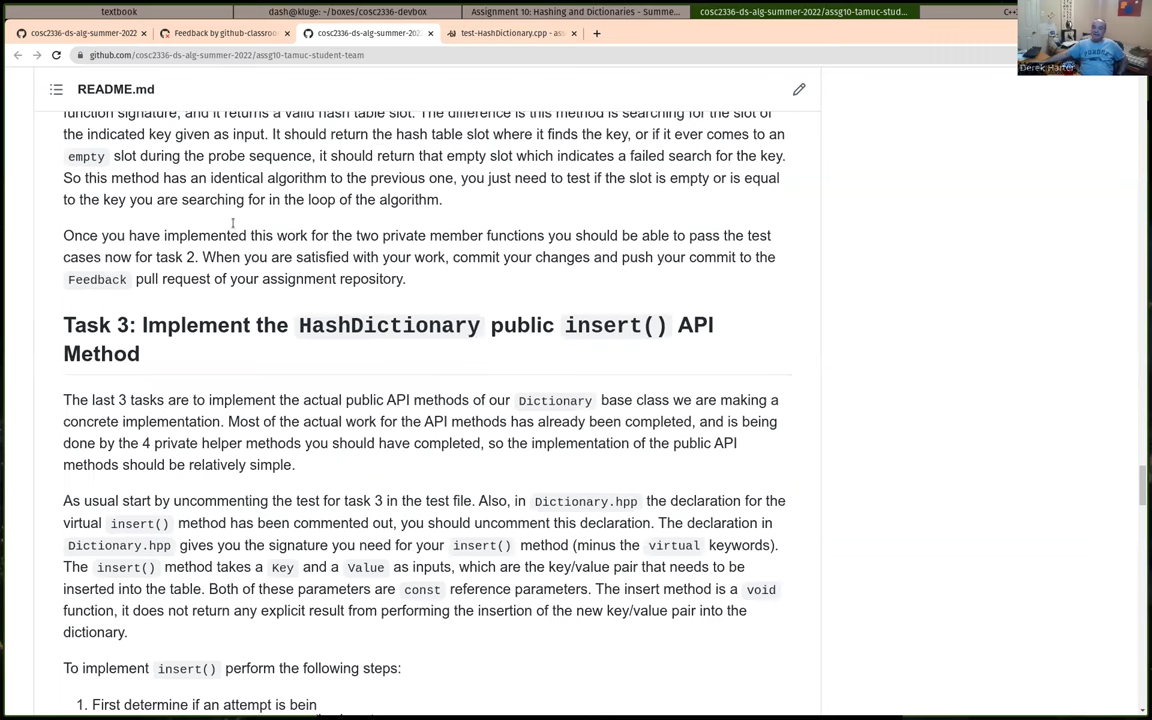 textbook
dash@kluge: ~/boxes/cosc2336-devbox
Assignment 10: Hashing and Dictionaries - Summe...
cosc2336-ds-alg-summer-2022/assg10-tamuc-stud...
C++
cosc2336-ds-alg-summer-2022
Feedback by github-classroo
cosc2336-ds-alg-summer-2022
test-HashDictionary.cpp - ass
github.com/cosc2336-ds-alg-summer-2022/assg10-tamuc-student-team
Derek Harter
README.md
function signature, and it returns a valid hash table slot. The difference is this method is searching for the slot of
the indicated key given as input. It should return the hash table slot where it finds the key, or if it ever comes to an
empty slot during the probe sequence, it should return that empty slot which indicates a failed search for the key.
So this method has an identical algorithm to the previous one, you just need to test if the slot is empty or is equal
to the key you are searching for in the loop of the algorithm.
Once you have implemented this work for the two private member functions you should be able to pass the test
cases now for task 2. When you are satisfied with your work, commit your changes and push your commit to the
Feedback pull request of your assignment repository.
Task 3: Implement the HashDictionary public insert() API
Method
The last 3 tasks are to implement the actual public API methods of our Dictionary base class we are making a
concrete implementation. Most of the actual work for the API methods has already been completed, and is being
done by the 4 private helper methods you should have completed, so the implementation of the public API
methods should be relatively simple.
As usual start by uncommenting the test for task 3 in the test file. Also, in Dictionary.hpp the declaration for the
virtual insert() method has been commented out, you should uncomment this declaration. The declaration in
Dictionary.hpp gives you the signature you need for your insert() method (minus the virtual keywords).
The insert() method takes a Key and a Value as inputs, which are the key/value pair that needs to be
inserted into the table. Both of these parameters are const reference parameters. The insert method is a void
function, it does not return any explicit result from performing the insertion of the new key/value pair into the
dictionary.
To implement insert() perform the following steps:
1. First determine if an attempt is bein